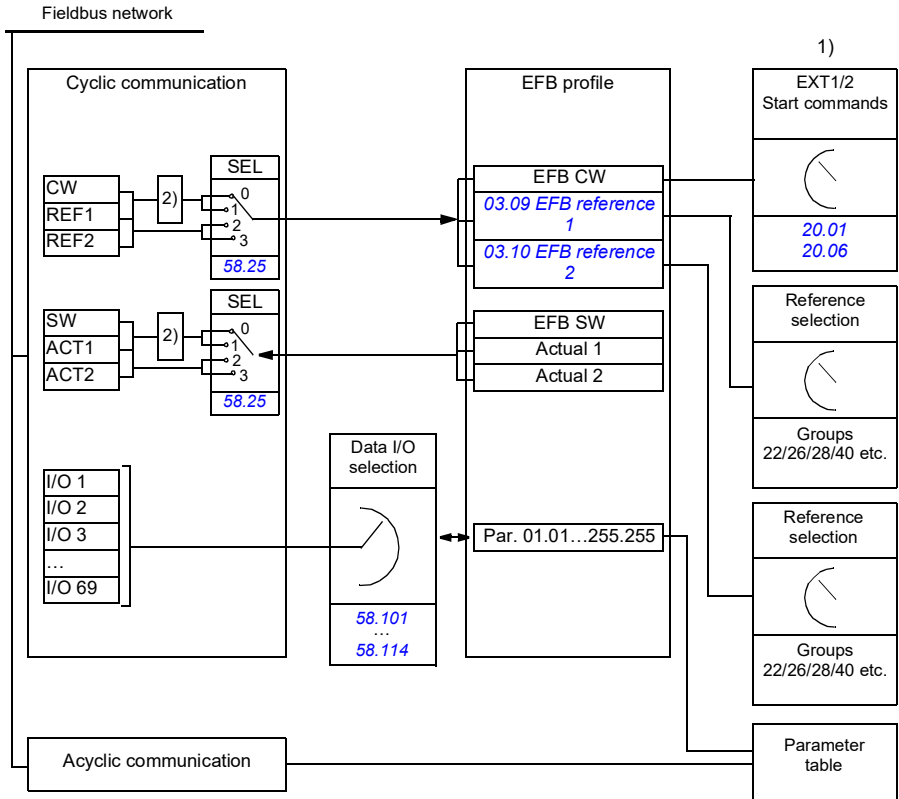 Fieldbus network
1)
Cyclic communication
EFB profile
EXT1/2
Start commands
CW
REF1
REF2
2)
SEL
0
1
2
3
58.25
EFB CW
03.09 EFB reference
1
03.10 EFB reference
2
20.01
20.06
SW
ACT1
ACT2
2)
SEL
0
1
2
3
58.25
EFB SW
Actual 1
Actual 2
Reference
selection
Groups
22/26/28/40 etc.
I/O 1
I/O 2
I/O 3
...
I/O 69
Data I/O
selection
58.101
...
58.114
Par. 01.01...255.255
Reference
selection
Groups
22/26/28/40 etc.
Acyclic communication
Parameter
table